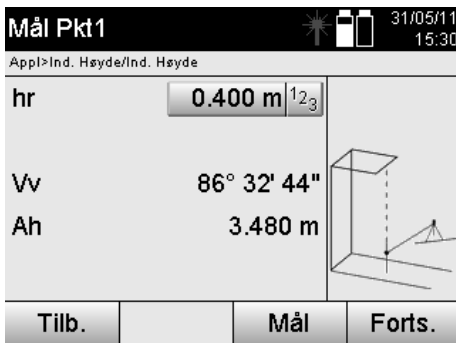 Mål Pkt1
31/05/11
15:30
Appl>Ind. Høyde/Ind. Høyde
hr 0.400 m 123
Vv 86° 32' 44"
Ah 3.480 m
Tilb. Mål Forts.